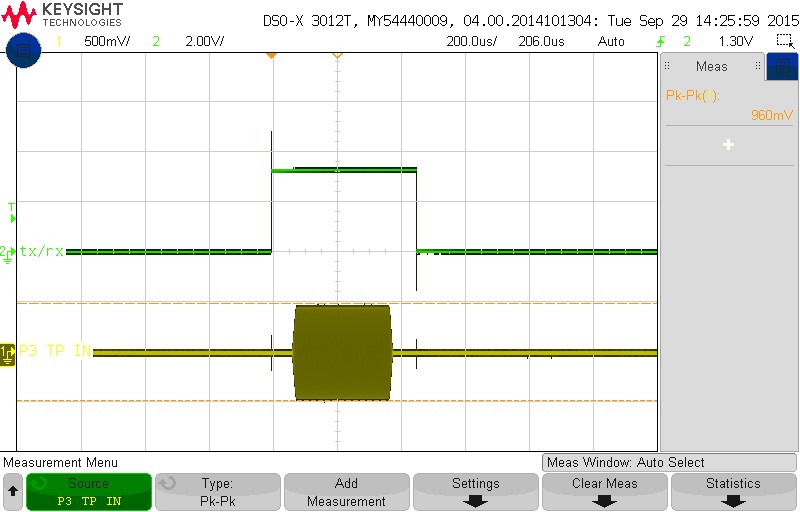 KEYSIGHT
TECHNOLOGIES
DSO-X 3012T, MY54440009, 04.00.2014101304: Tue Sep 29 14:25:59 2015
1 500mV/ 2 2.00V/ 200.0us/ 206.0us Auto 2 1.30V
Meas
Pk-Pk(1):
960mV
T
2 tx/rx
1 P3 TP IN
Measurement Menu
Meas Window: Auto Select
Source
P3 TP IN
Type:
Pk-Pk
Add
Measurement
Settings
Clear Meas
Statistics